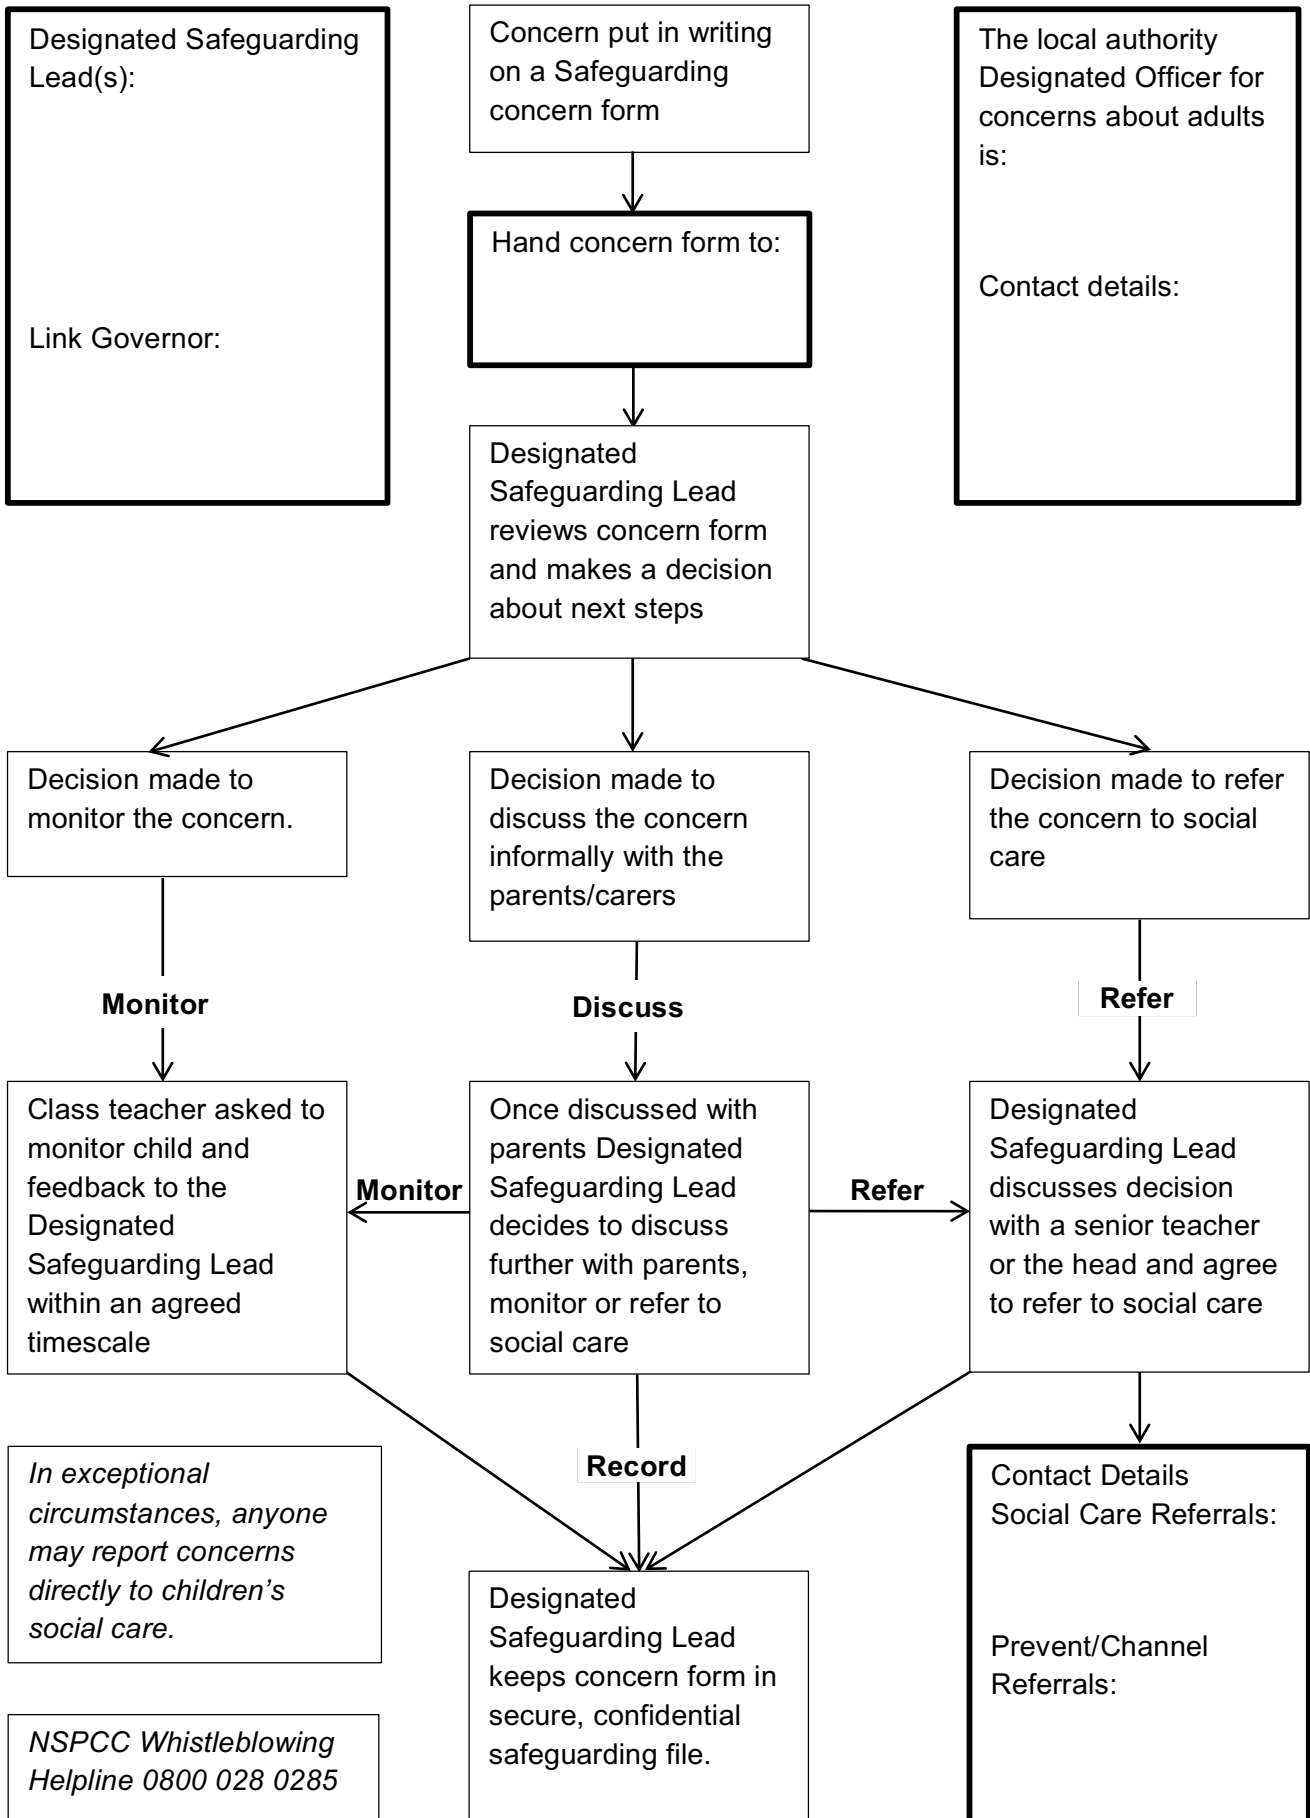 Designated Safeguarding
Lead(s):
Link Governor:
Concern put in writing
on a Safeguarding
concern form
The local authority
Designated Officer for
concerns about adults
is:
Contact details:
Hand concern form to:
Designated
Safeguarding Lead
reviews concern form
and makes a decision
about next steps
Decision made to
monitor the concern.
Decision made to
discuss the concern
informally with the
parents/carers
Decision made to refer
the concern to social
care
Monitor
Discuss
Refer
Class teacher asked to
monitor child and
feedback to the
Designated
Safeguarding Lead
within an agreed
timescale
Monitor
Once discussed with
parents Designated
Safeguarding Lead
decides to discuss
further with parents,
monitor or refer to
social care
Refer
Designated
Safeguarding Lead
discusses decision
with a senior teacher
or the head and agree
to refer to social care
Record
In exceptional
circumstances, anyone
may report concerns
directly to children’s
social care.
Designated
Safeguarding Lead
keeps concern form in
secure, confidential
safeguarding file.
Contact Details
Social Care Referrals:
Prevent/Channel
Referrals:
NSPCC Whistleblowing
Helpline 0800 028 0285